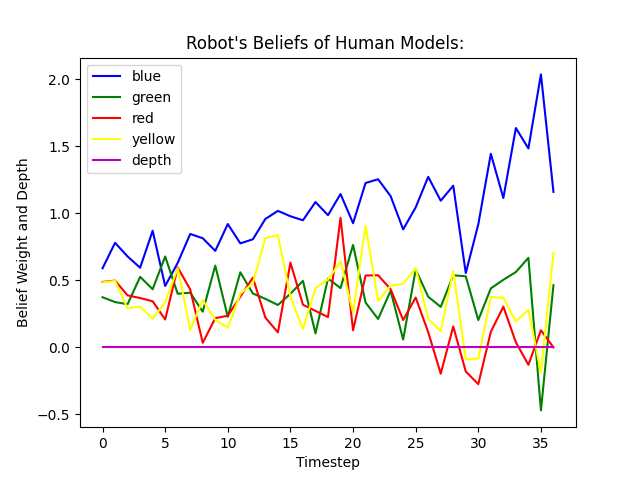 Robot's Beliefs of Human Models:
blue
green
red
yellow
depth
Belief Weight and Depth
2.0
1.5
1.0
0.5
0.0
−0.5
0 5 10 15 20 25 30 35
Timestep